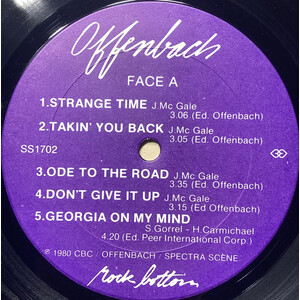 Offenbach
FACE A
1.STRANGE TIME J.Mc Gale
3.06 (Ed. Offenbach)
2.TAKIN' YOU BACK J.Mc Gale
3.05 (Ed. Offenbach)
SS1702
3.ODE TO THE ROAD J.Mc Gale
3.35 (Ed. Offenbach)
4.DON'T GIVE IT UP J.Mc Gale
3.15 (Ed. Offenbach)
5.GEORGIA ON MY MIND
S.Gorrel - H.Carmichael
4:20 (Ed. Peer International Corp.)
℗ 1980 CBC / OFFENBACH / SPECTRA SCÈNE
rock bottom